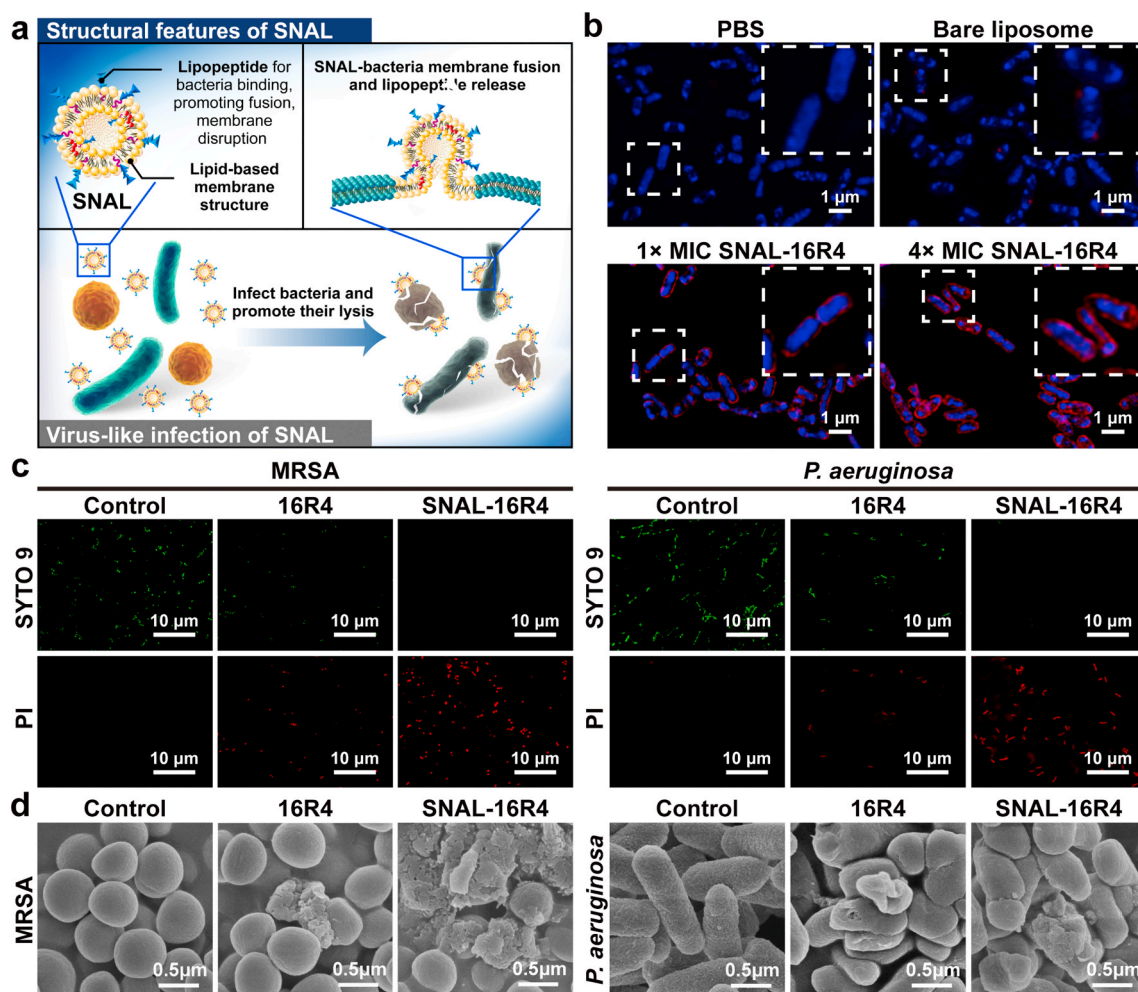 a
Structural features of SNAL
Lipopeptide for
bacteria binding,
promoting fusion,
membrane
disruption
Lipid-based
membrane
structure
SNAL
SNAL-bacteria membrane fusion
and release
Infect bacteria and
promote their lysis
Virus-like infection of SNAL
b
PBS
Bare liposome
1 µm
1 µm
1× MIC SNAL-16R4
4× MIC SNAL-16R4
1 µm
1 µm
c
MRSA
P. aeruginosa
Control
16R4
SNAL-16R4
Control
16R4
SNAL-16R4
SYTO 9
10 µm
10 µm
10 µm
SYTO 9
10 µm
10 µm
10 µm
PI
10 µm
10 µm
10 µm
PI
10 µm
10 µm
10 µm
d
Control
16R4
SNAL-16R4
Control
16R4
SNAL-16R4
MRSA
0.5µm
0.5µm
0.5µm
P. aeruginosa
0.5µm
0.5µm
0.5µm